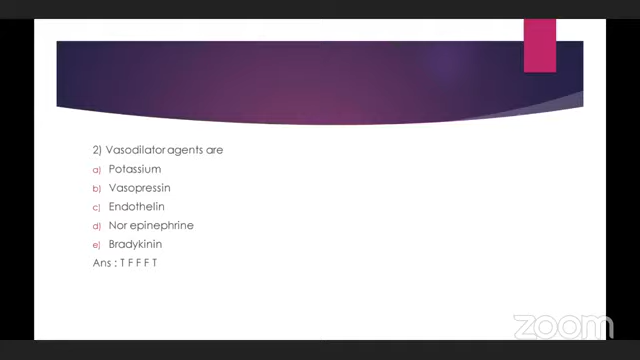 2) Vasodilator agents are
a) Potassium
b) Vasopressin
c) Endothelin
d) Nor epinephrine
e) Bradykinin
Ans : T F F F T
zoom